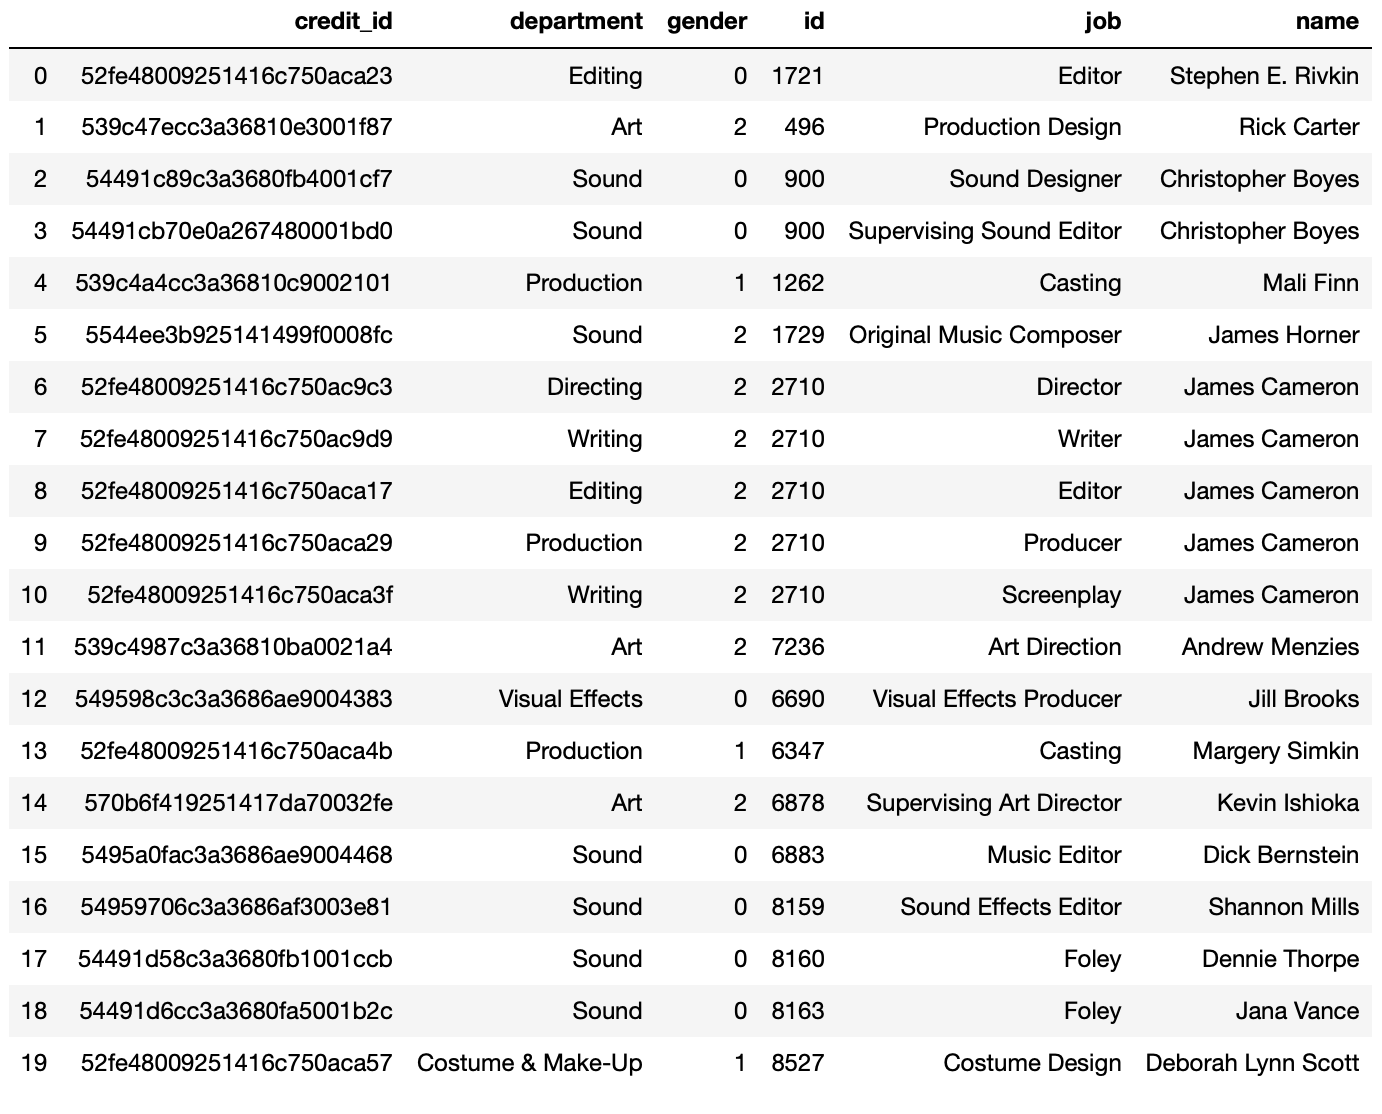 credit_id department gender id job name
0 52fe48009251416c750aca23 Editing 0 1721 Editor Stephen E. Rivkin
1 539c47ecc3a36810e3001f87 Art 2 496 Production Design Rick Carter
2 54491c89c3a3680fb4001cf7 Sound 0 900 Sound Designer Christopher Boyes
3 54491cb70e0a267480001bd0 Sound 0 900 Supervising Sound Editor Christopher Boyes
4 539c4a4cc3a36810c9002101 Production 1 1262 Casting Mali Finn
5 5544ee3b925141499f0008fc Sound 2 1729 Original Music Composer James Horner
6 52fe48009251416c750ac9c3 Directing 2 2710 Director James Cameron
7 52fe48009251416c750ac9d9 Writing 2 2710 Writer James Cameron
8 52fe48009251416c750aca17 Editing 2 2710 Editor James Cameron
9 52fe48009251416c750aca29 Production 2 2710 Producer James Cameron
10 52fe48009251416c750aca3f Writing 2 2710 Screenplay James Cameron
11 539c4987c3a36810ba0021a4 Art 2 7236 Art Direction Andrew Menzies
12 549598c3c3a3686ae9004383 Visual Effects 0 6690 Visual Effects Producer Jill Brooks
13 52fe48009251416c750aca4b Production 1 6347 Casting Margery Simkin
14 570b6f419251417da70032fe Art 2 6878 Supervising Art Director Kevin Ishioka
15 5495a0fac3a3686ae9004468 Sound 0 6883 Music Editor Dick Bernstein
16 54959706c3a3686af3003e81 Sound 0 8159 Sound Effects Editor Shannon Mills
17 54491d58c3a3680fb1001ccb Sound 0 8160 Foley Dennie Thorpe
18 54491d6cc3a3680fa5001b2c Sound 0 8163 Foley Jana Vance
19 52fe48009251416c750aca57 Costume & Make-Up 1 8527 Costume Design Deborah Lynn Scott